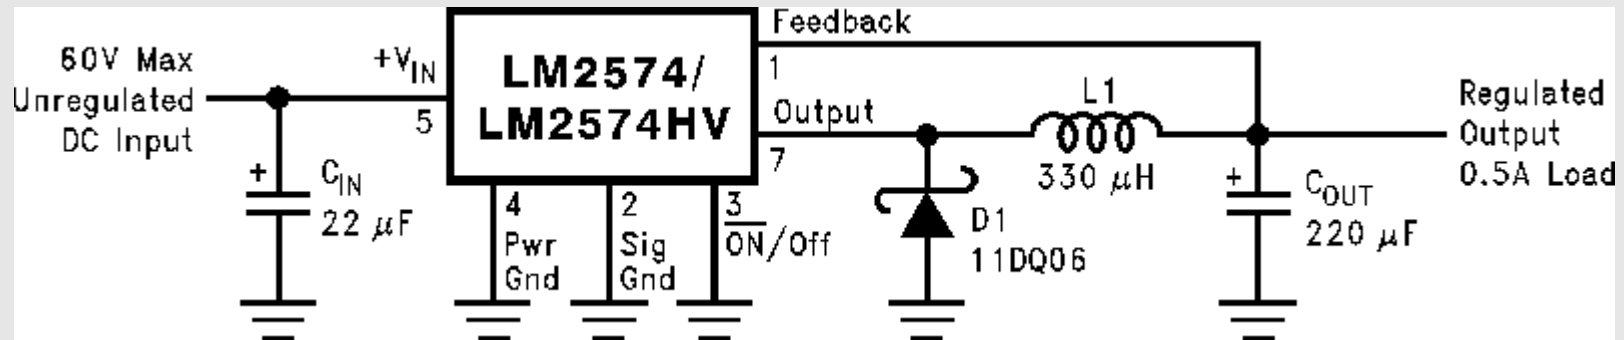 60V Max
Unregulated
DC Input
+VIN
5
CIN
22 μF
LM2574/
LM2574HV
Feedback
1
Output
7
4
Pwr
Gnd
2
Sig
Gnd
3
ON/Off
D1
11DQ06
L1
330 μH
COUT
220 μF
Regulated
Output
0.5A Load